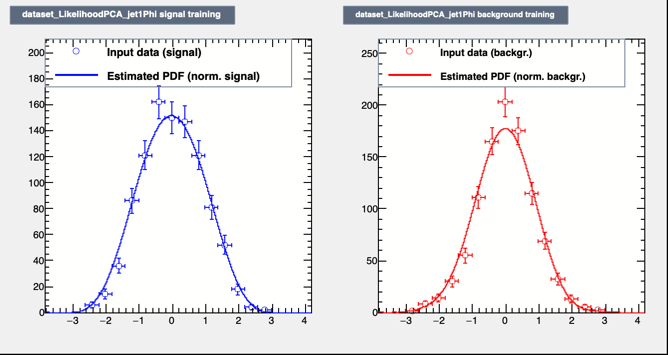 dataset_LikelihoodPCA_jet1Phi signal training
200
180
160
140
120
100
80
60
40
20
0
−3 −2 −1 0 1 2 3 4
Input data (signal)
Estimated PDF (norm. signal)
dataset_LikelihoodPCA_jet1Phi background training
250
200
150
100
50
0
−3 −2 −1 0 1 2 3 4
Input data (backgr.)
Estimated PDF (norm. backgr.)